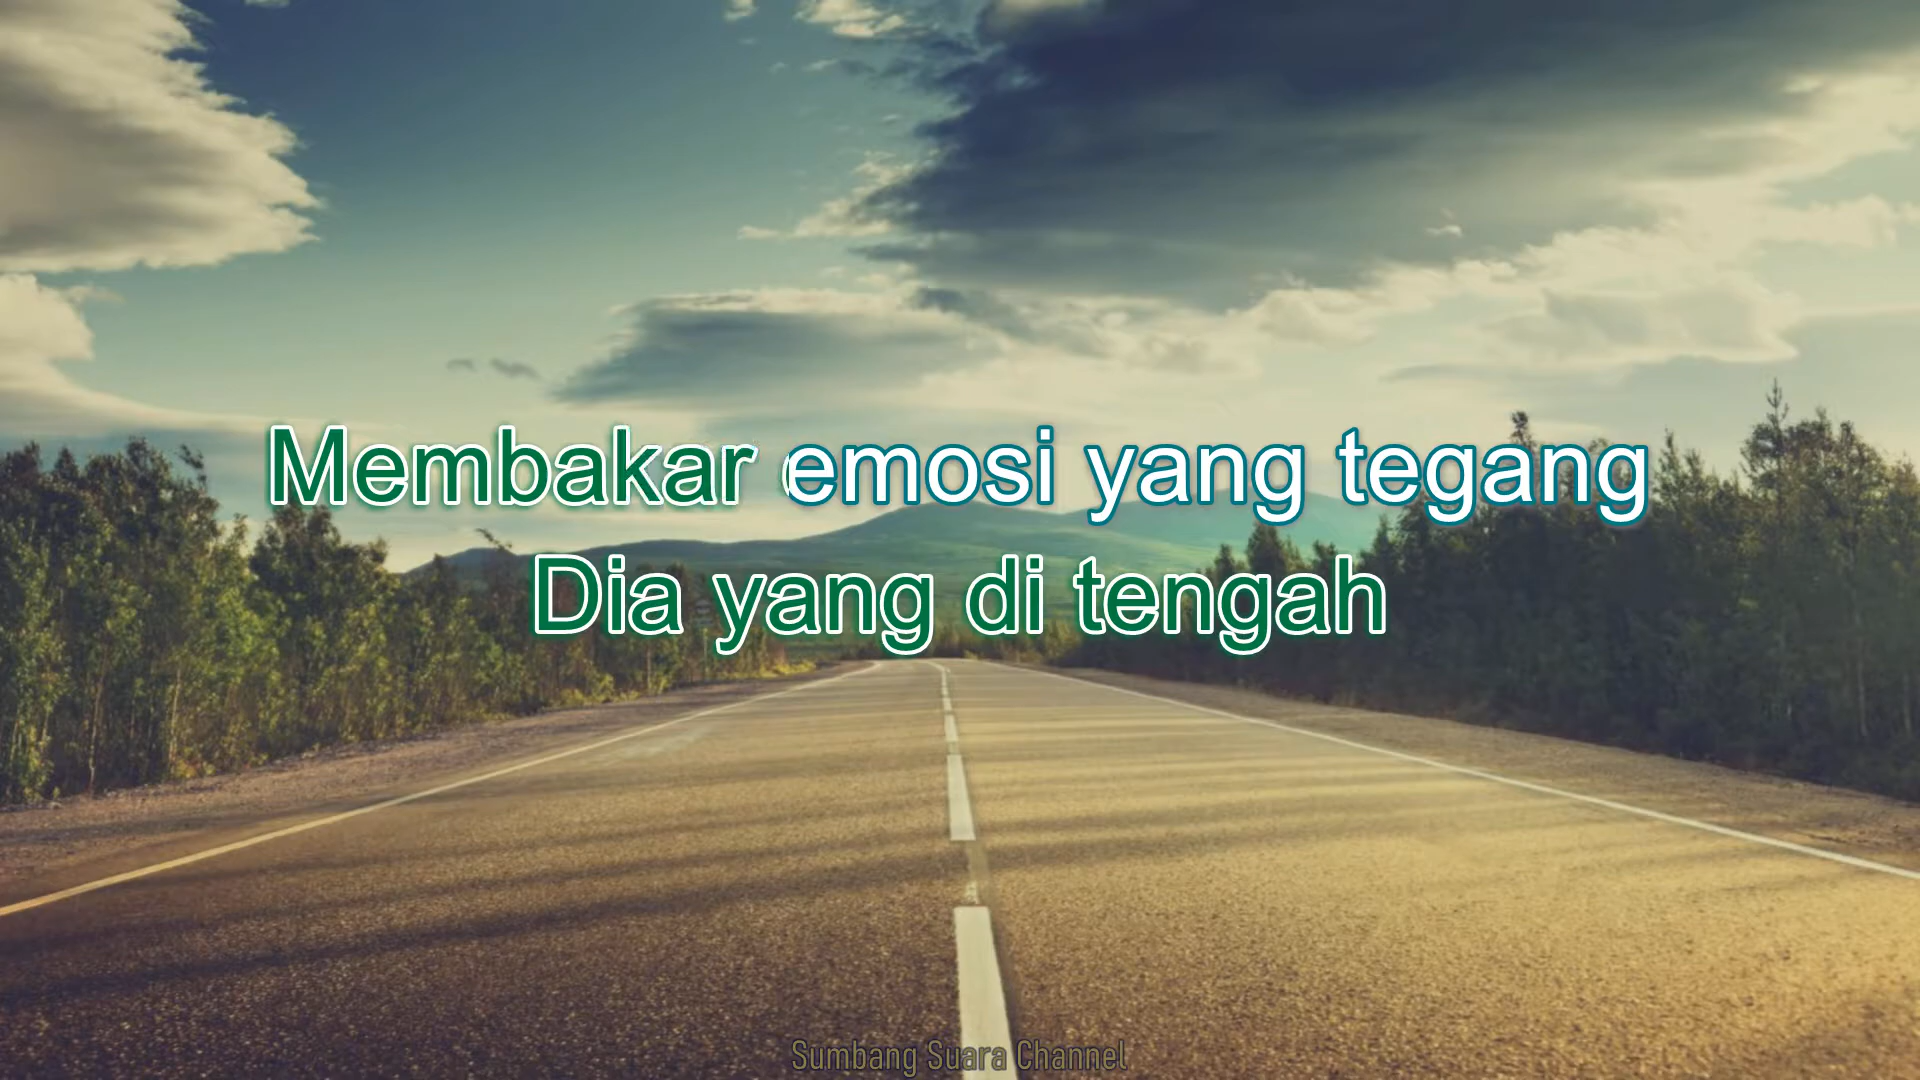 Membakar emosi yang tegang
Dia yang di tengah
Sumbang Suara Channel